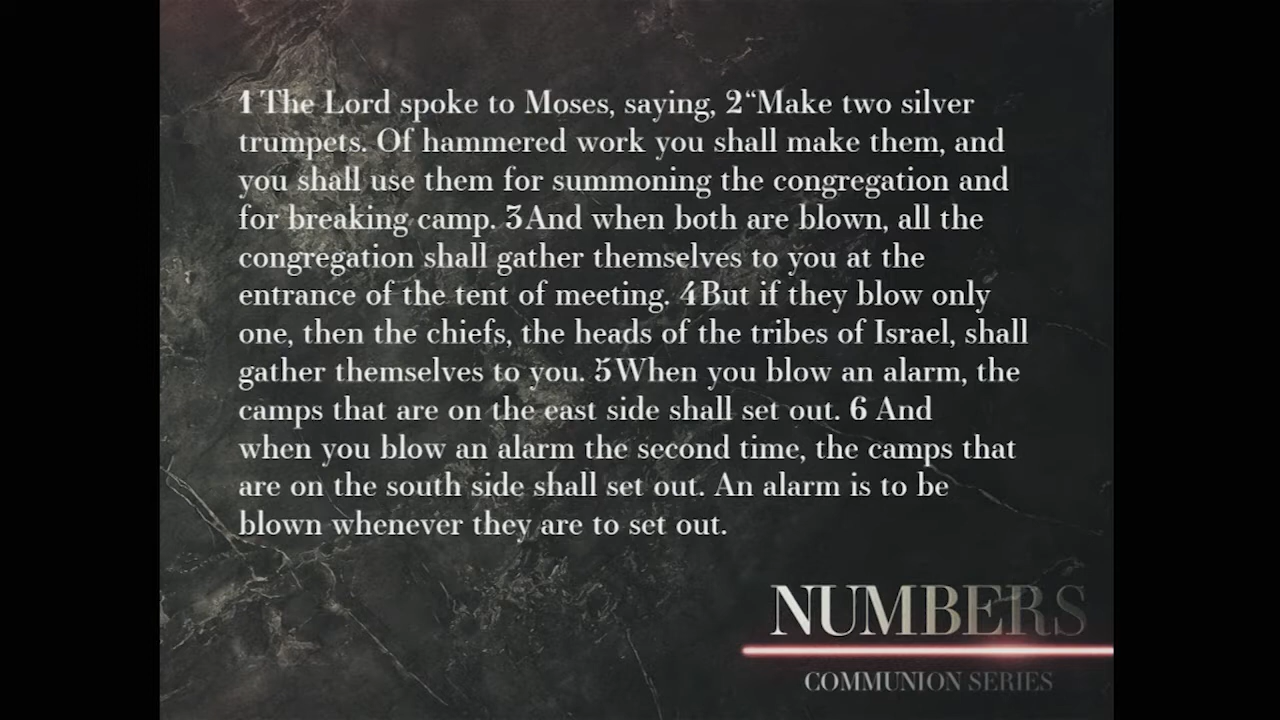 1 The Lord spoke to Moses, saying, 2“Make two silver
trumpets. Of hammered work you shall make them, and
you shall use them for summoning the congregation and
for breaking camp. 3And when both are blown, all the
congregation shall gather themselves to you at the
entrance of the tent of meeting. 4But if they blow only
one, then the chiefs, the heads of the tribes of Israel, shall
gather themselves to you. 5When you blow an alarm, the
camps that are on the east side shall set out. 6 And
when you blow an alarm the second time, the camps that
are on the south side shall set out. An alarm is to be
blown whenever they are to set out.
NUMBERS
COMMUNION SERIES